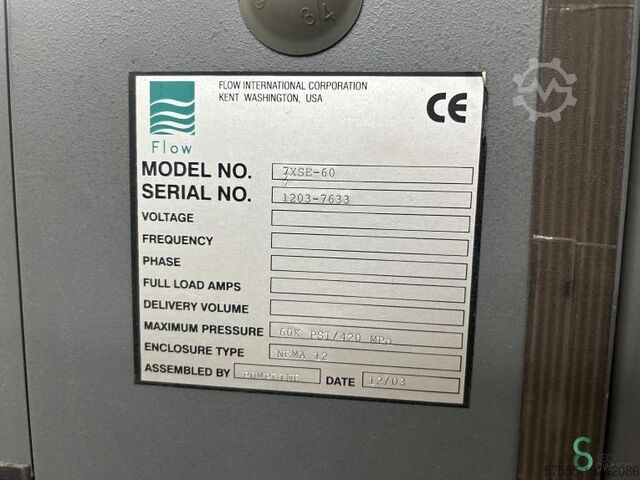 3/4
FLOW INTERNATIONAL CORPORATION
KENT WASHINGTON, USA
CE
Flow
MODEL NO. 7XSE-60
SERIAL NO. 1203-7633
VOLTAGE
FREQUENCY
PHASE
FULL LOAD AMPS
DELIVERY VOLUME
MAXIMUM PRESSURE 60K PSI/420 MPa
ENCLOSURE TYPE NEMA 12
ASSEMBLED BY
DATE 12/03